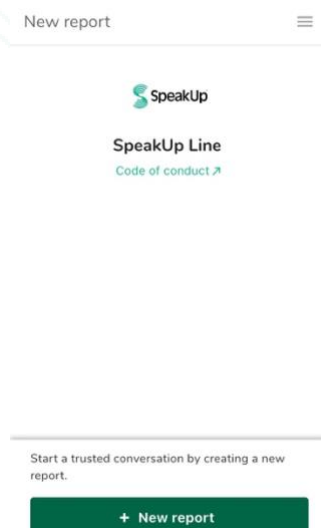 New report
SpeakUp
SpeakUp Line
Code of conduct ↗
Start a trusted conversation by creating a new
report.
+ New report